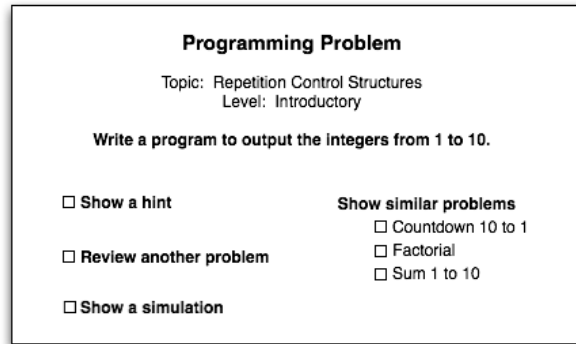 Programming Problem
Topic: Repetition Control Structures
Level: Introductory
Write a program to output the integers from 1 to 10.
Show a hint
Review another problem
Show a simulation
Show similar problems
Countdown 10 to 1
Factorial
Sum 1 to 10